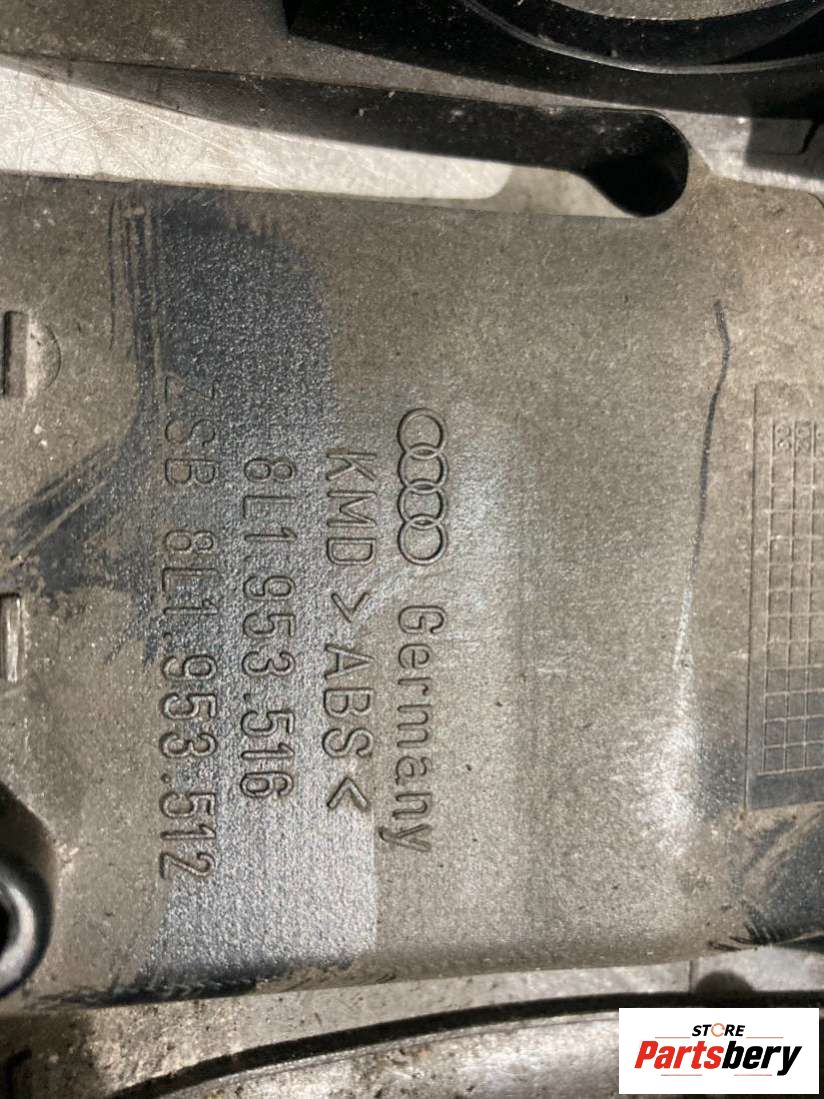 Germany
KMD >ABS<
8L1.953.516
ZSB 8L1.953.512
STORE
Partsbery